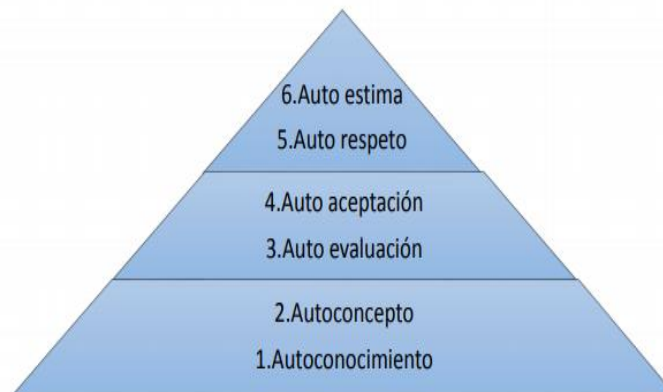 6.Auto estima
5.Auto respeto
4.Auto aceptación
3.Auto evaluación
2.Autoconcepto
1.Autoconocimiento